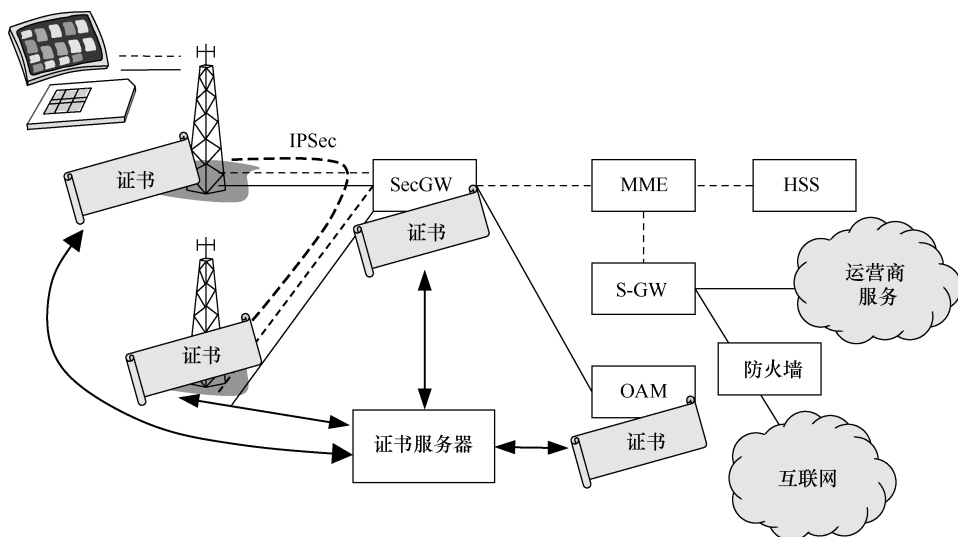 IPSec
证书
SecGW
MME
HSS
证书
运营商
服务
S-GW
证书
防火墙
OAM
证书服务器
证书
互联网